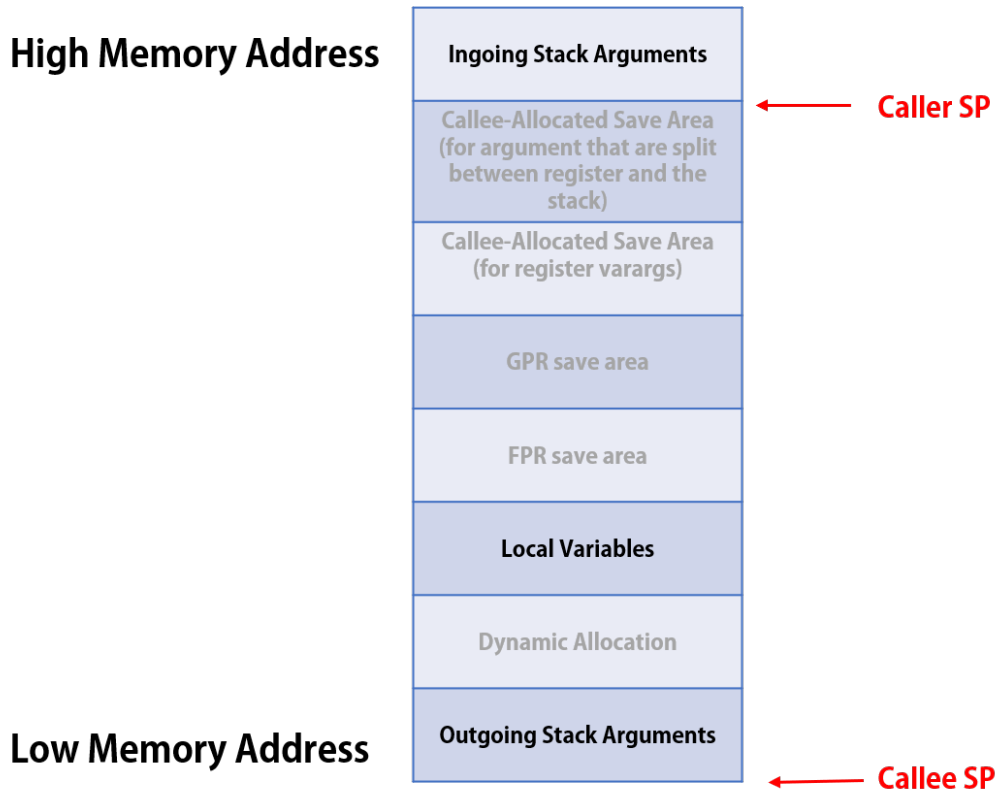 High Memory Address
Ingoing Stack Arguments
Caller SP
Callee-Allocated Save Area
(for argument that are split
between register and the
stack)
Callee-Allocated Save Area
(for register varargs)
GPR save area
FPR save area
Local Variables
Dynamic Allocation
Outgoing Stack Arguments
Low Memory Address
Callee SP